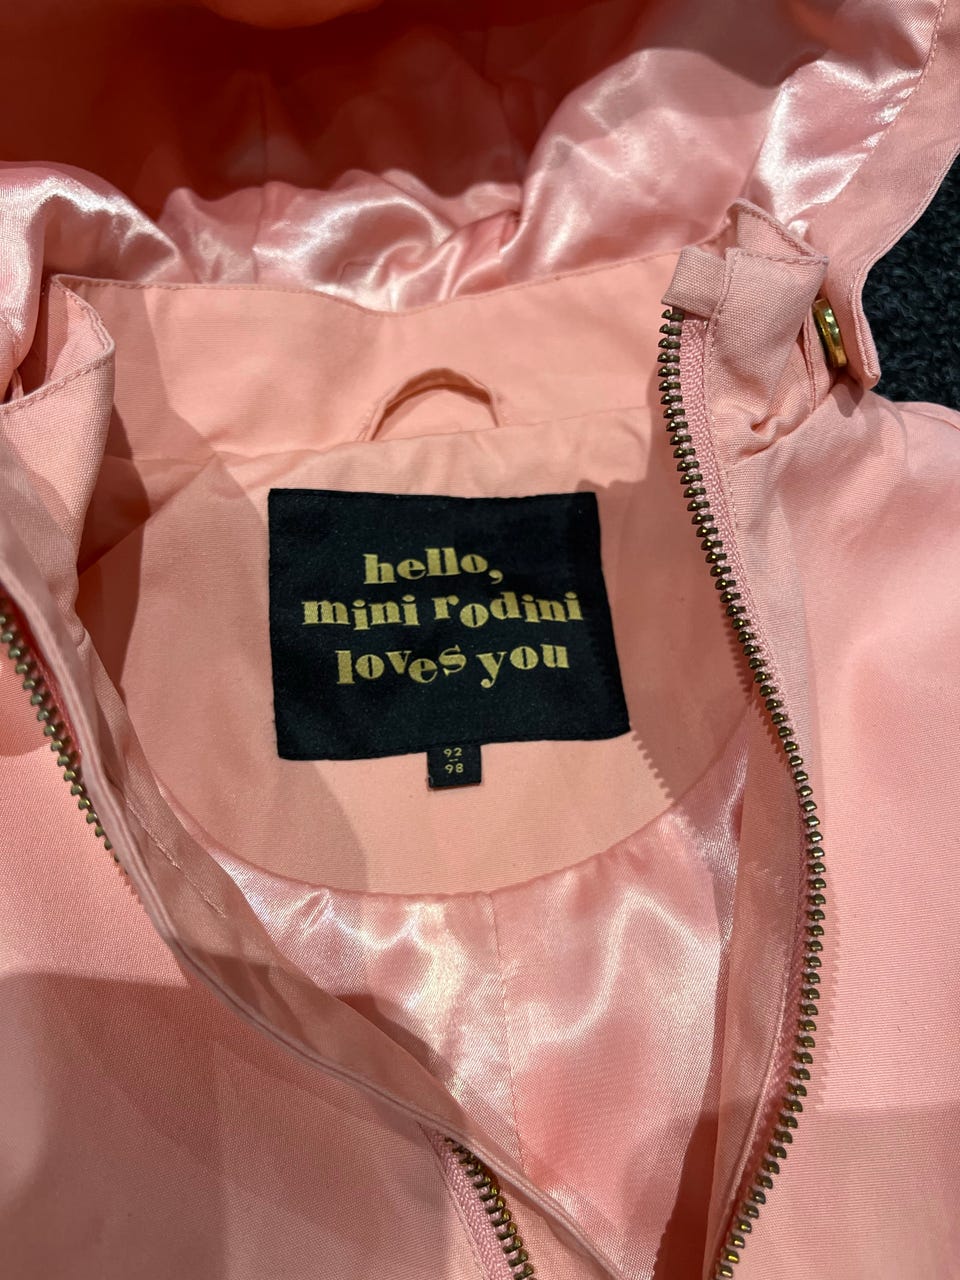 hello,
mini rodini
loves you
92
98